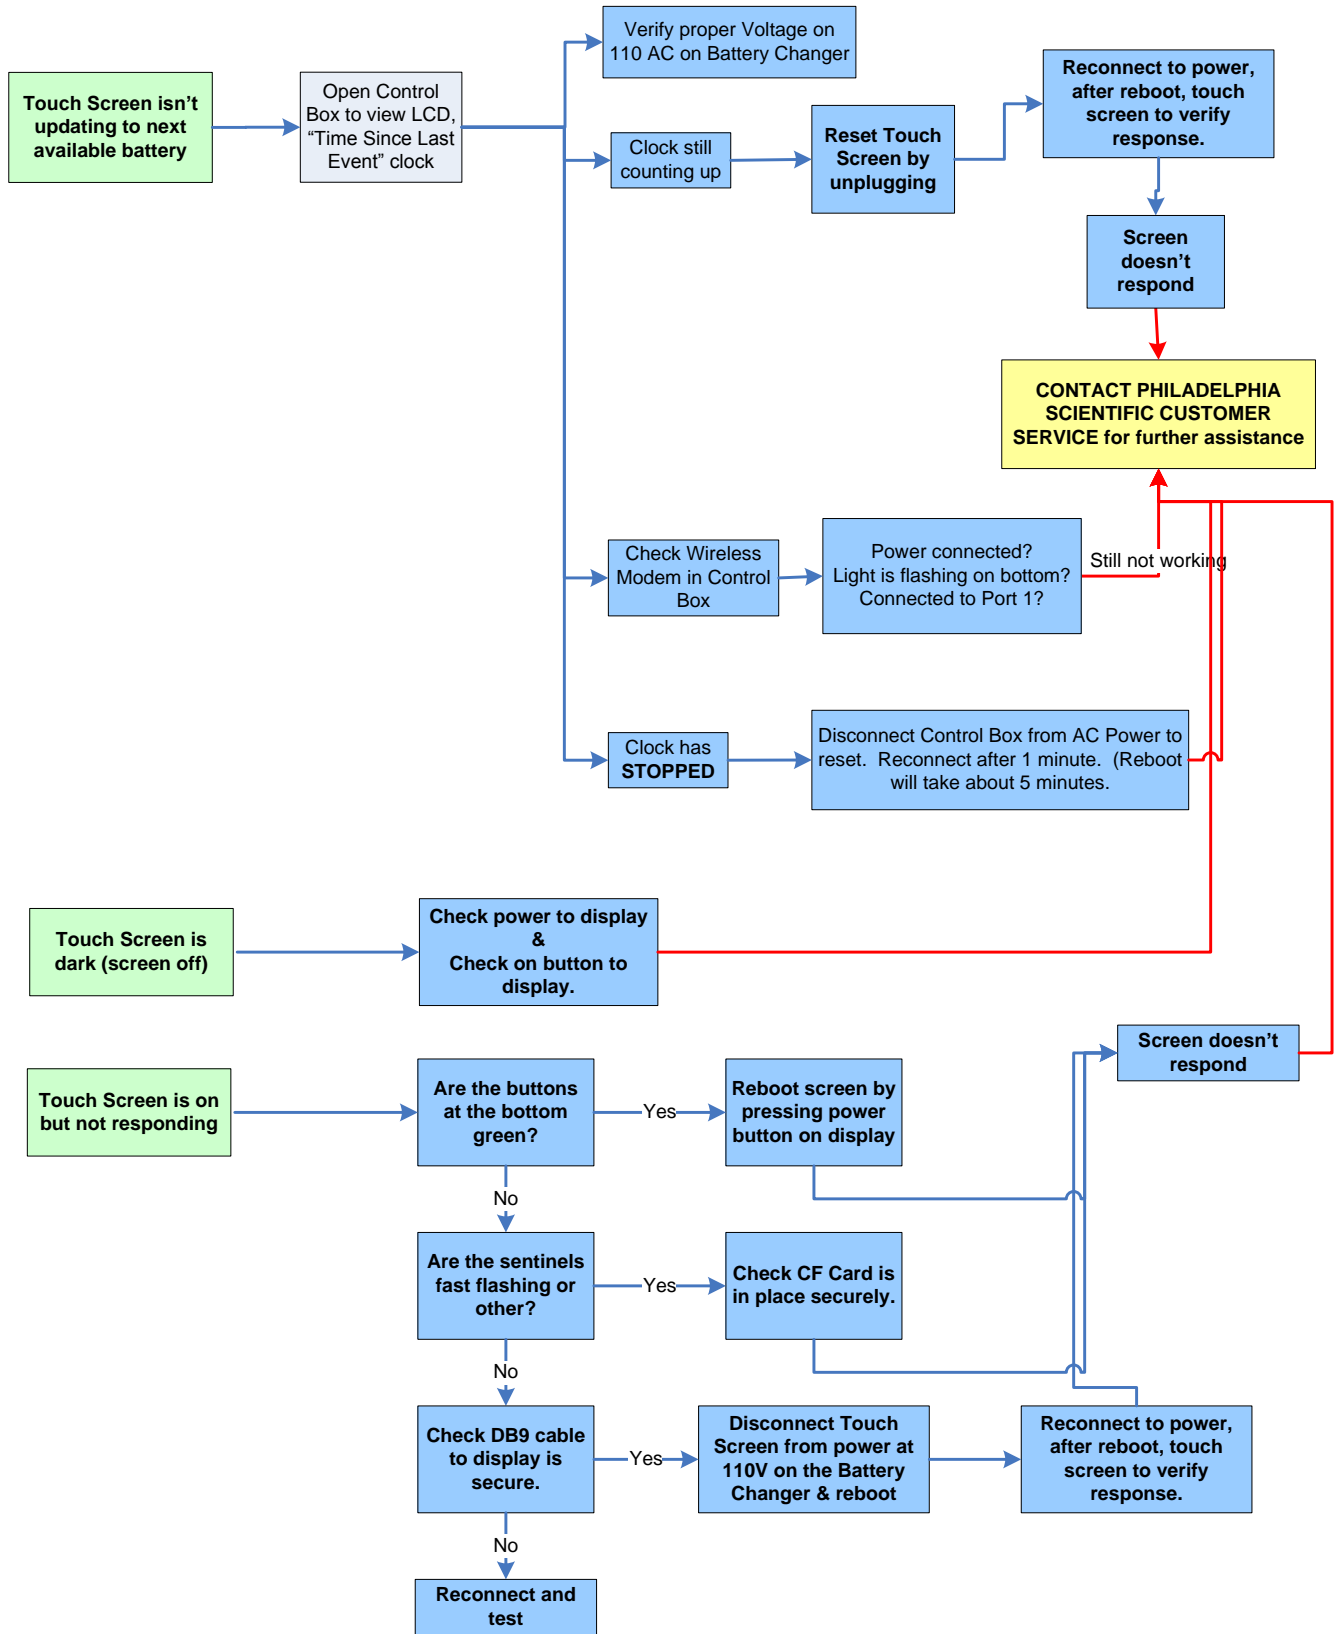 Verify proper Voltage on
110 AC on Battery Changer
Touch Screen isn't
updating to next
available battery
Open Control
Box to view LCD,
“Time Since Last
Event” clock
Clock still
counting up
Reset Touch
Screen by
unplugging
Reconnect to power,
after reboot, touch
screen to verify
response.
Screen
doesn't
respond
CONTACT PHILADELPHIA
SCIENTIFIC CUSTOMER
SERVICE for further assistance
Check Wireless
Modem in Control
Box
Power connected?
Light is flashing on bottom?
Connected to Port 1?
Still not working
Clock has
STOPPED
Disconnect Control Box from AC Power to
reset.  Reconnect after 1 minute.  (Reboot
will take about 5 minutes.
Touch Screen is
dark (screen off)
Check power to display
&
Check on button to
display.
Touch Screen is on
but not responding
Are the buttons
at the bottom
green?
Yes
Reboot screen by
pressing power
button on display
Screen doesn't
respond
No
Are the sentinels
fast flashing or
other?
Yes
Check CF Card is
in place securely.
No
Check DB9 cable
to display is
secure.
Yes
Disconnect Touch
Screen from power at
110V on the Battery
Changer & reboot
Reconnect to power,
after reboot, touch
screen to verify
response.
No
Reconnect and
test